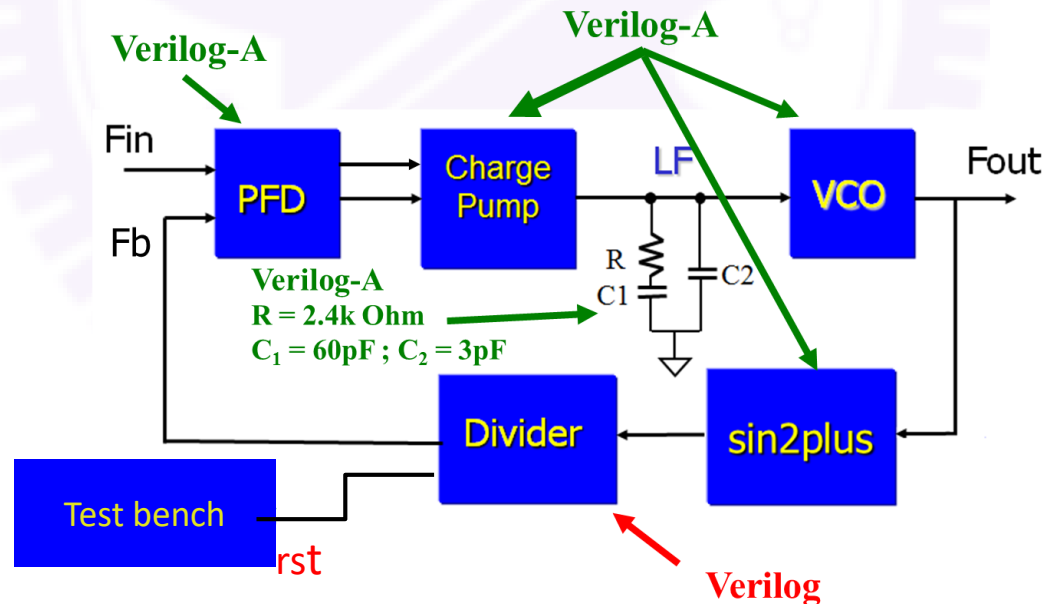 Verilog-A
Verilog-A
Fin
PFD
Charge
Pump
LF
VCO
Fout
Fb
Verilog-A
R = 2.4k Ohm
C₁ = 60pF ; C₂ = 3pF
R
C1
C2
Divider
sin2plus
Test bench
rst
Verilog